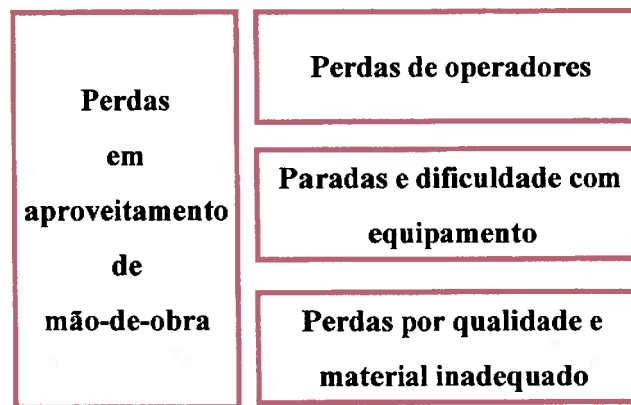 Perdas
em
aproveitamento
de
mão-de-obra
Perdas de operadores
Paradas e dificuldade com
equipamento
Perdas por qualidade e
material inadequado